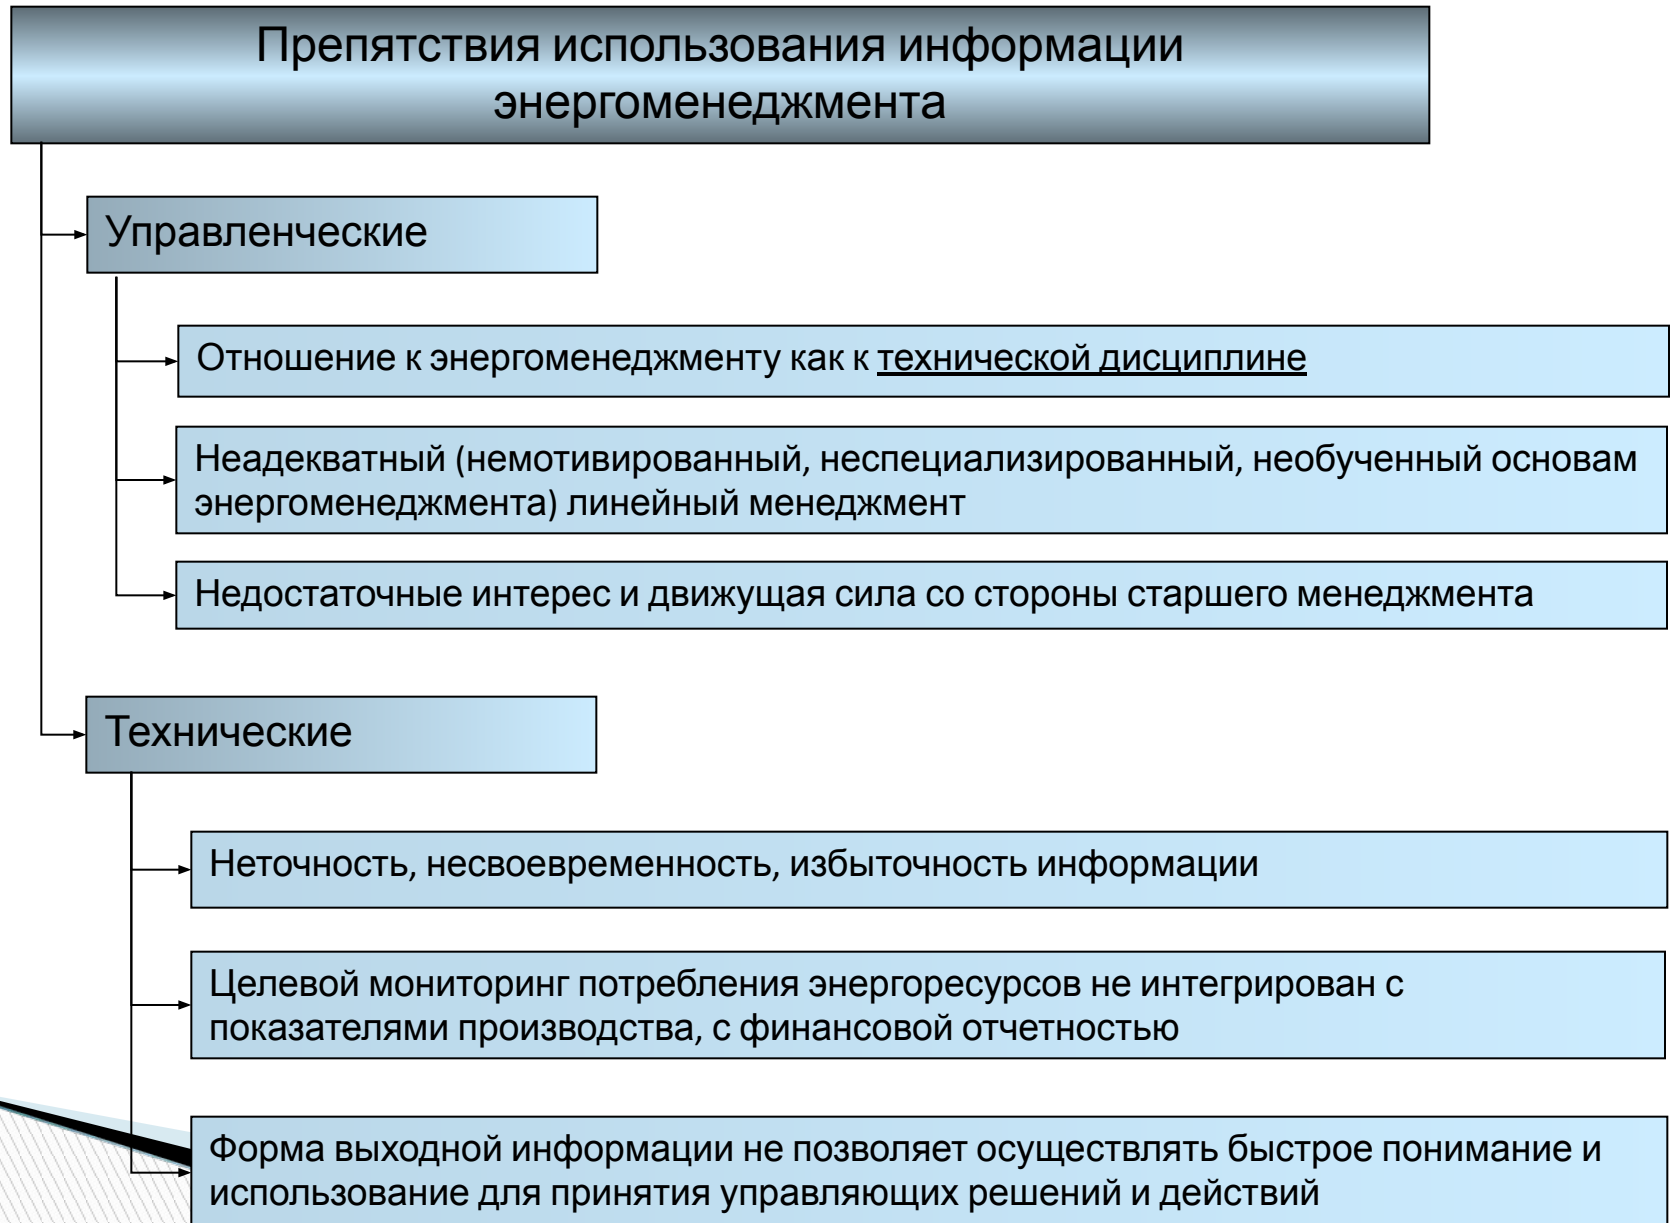 Препятствия использования информации
энергоменеджмента
Управленческие
Отношение к энергоменеджменту как к технической дисциплине
Неадекватный (немотивированный, неспециализированный, необученный основам
энергоменеджмента) линейный менеджмент
Недостаточные интерес и движущая сила со стороны старшего менеджмента
Технические
Неточность, несвоевременность, избыточность информации
Целевой мониторинг потребления энергоресурсов не интегрирован с
показателями производства, с финансовой отчетностью
Форма выходной информации не позволяет осуществлять быстрое понимание и
использование для принятия управляющих решений и действий